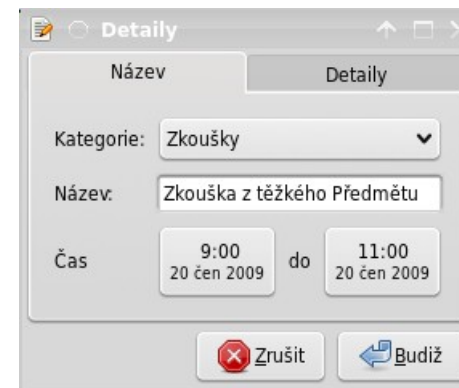 Detaily
Název Detaily
Kategorie: Zkoušky
Název: Zkouška z těžkého Předmětu
Čas 9:00 20 čen 2009 do 11:00 20 čen 2009
Zrušit Budiž